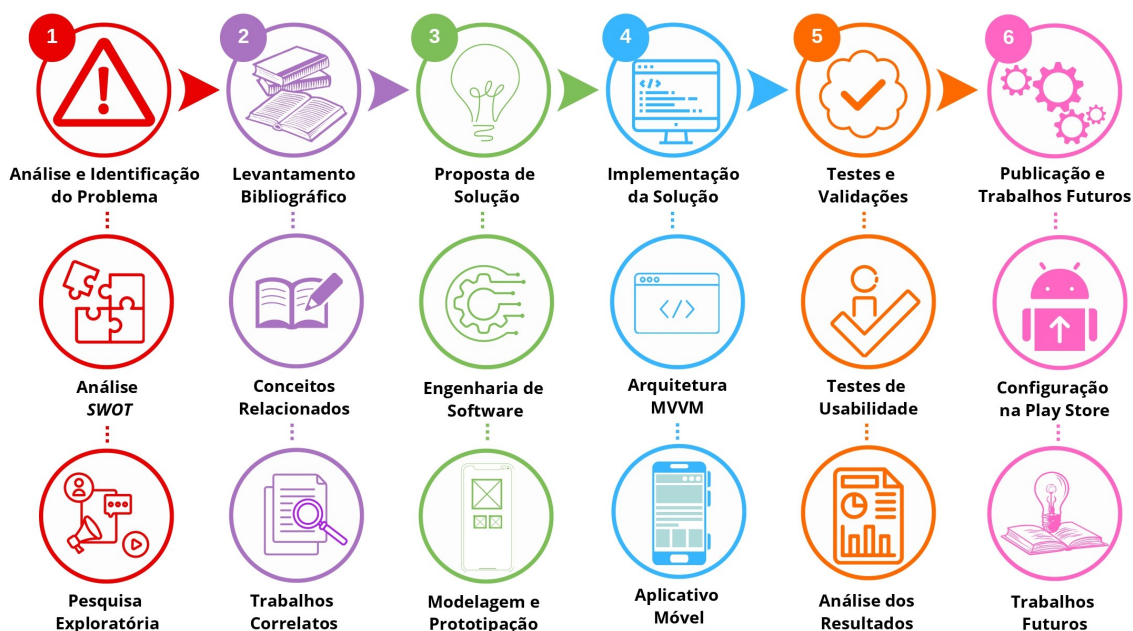 1
2
3
4
5
6
Análise e Identificação
do Problema
Levantamento
Bibliográfico
Proposta de
Solução
Implementação
da Solução
Testes e
Validações
Publicação e
Trabalhos Futuros
Análise
SWOT
Conceitos
Relacionados
Engenharia de
Software
Arquitetura
MVVM
Testes de
Usabilidade
Configuração
na Play Store
Pesquisa
Exploratória
Trabalhos
Correlatos
Modelagem e
Prototipação
Aplicativo
Móvel
Análise dos
Resultados
Trabalhos
Futuros